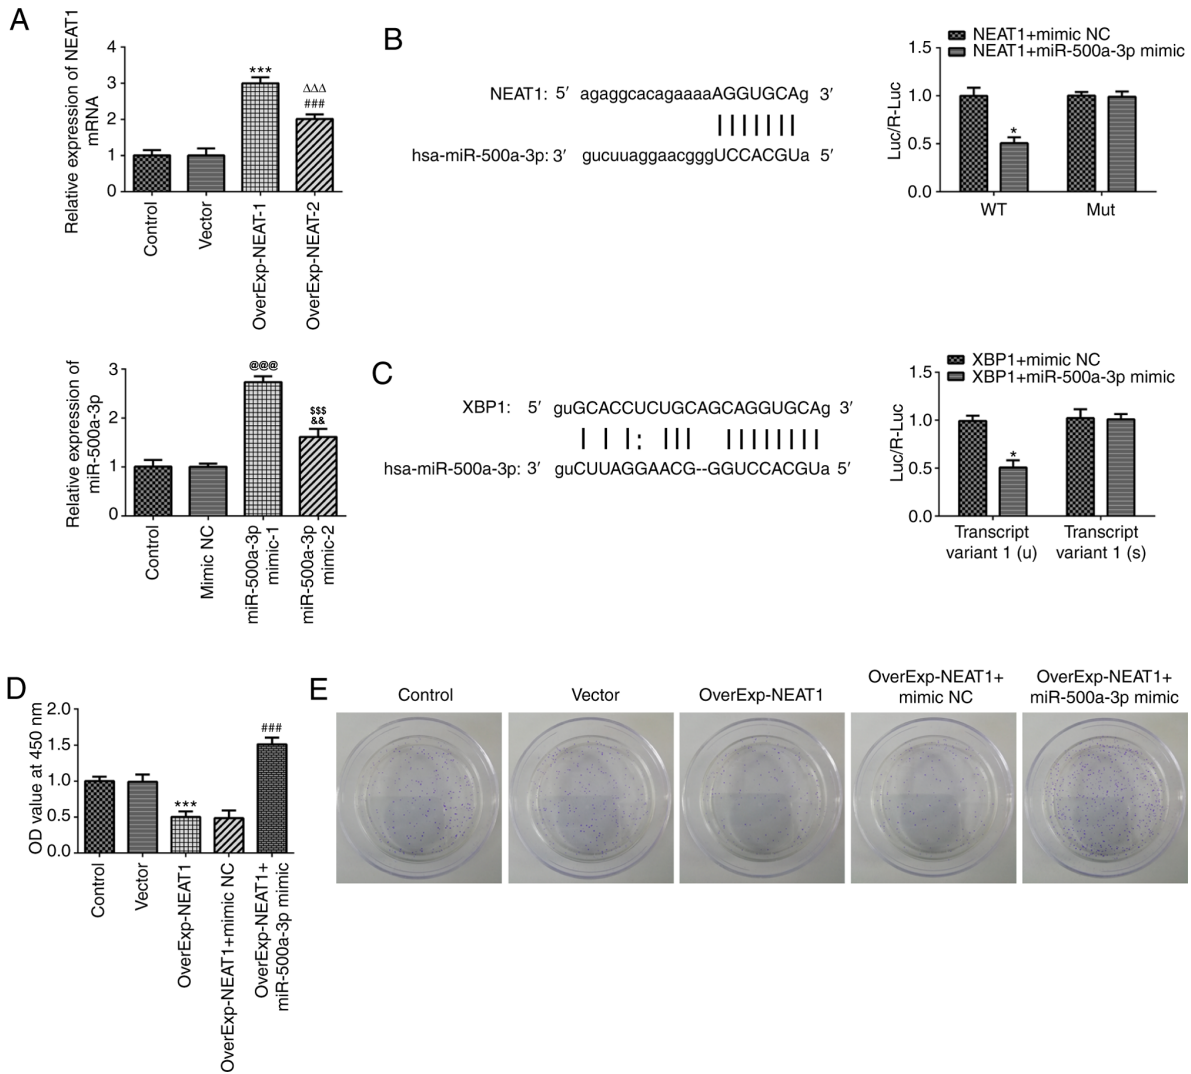 A
Relative expression of NEAT1
mRNA
4
3
2
1
0
***
ΔΔΔ
###
Control
Vector
OverExp-NEAT-1
OverExp-NEAT-2
Relative expression of
miR-500a-3p
3
2
1
0
@@@
$$$
&&
Control
Mimic NC
miR-500a-3p
mimic-1
miR-500a-3p
mimic-2
B
NEAT1: 5′ agaggcacagaaaaAGGUGCAg 3′
hsa-miR-500a-3p: 3′ gucuuaggaacgggUCCACGUa 5′
NEAT1+mimic NC
NEAT1+miR-500a-3p mimic
Luc/R-Luc
1.5
1.0
0.5
0.0
*
WT
Mut
C
XBP1: 5′ guGCACCUCUGCAGCAGGUGCAg 3′
hsa-miR-500a-3p: 3′ guCUUAGGAACG--GGUCCACGUa 5′
XBP1+mimic NC
XBP1+miR-500a-3p mimic
Luc/R-Luc
1.5
1.0
0.5
0.0
*
Transcript
variant 1 (u)
Transcript
variant 1 (s)
D
OD value at 450 nm
2.0
1.5
1.0
0.5
0.0
***
###
Control
Vector
OverExp-NEAT1
OverExp-NEAT1+mimic NC
OverExp-NEAT1+
miR-500a-3p mimic
E
Control
Vector
OverExp-NEAT1
OverExp-NEAT1+
mimic NC
OverExp-NEAT1+
miR-500a-3p mimic